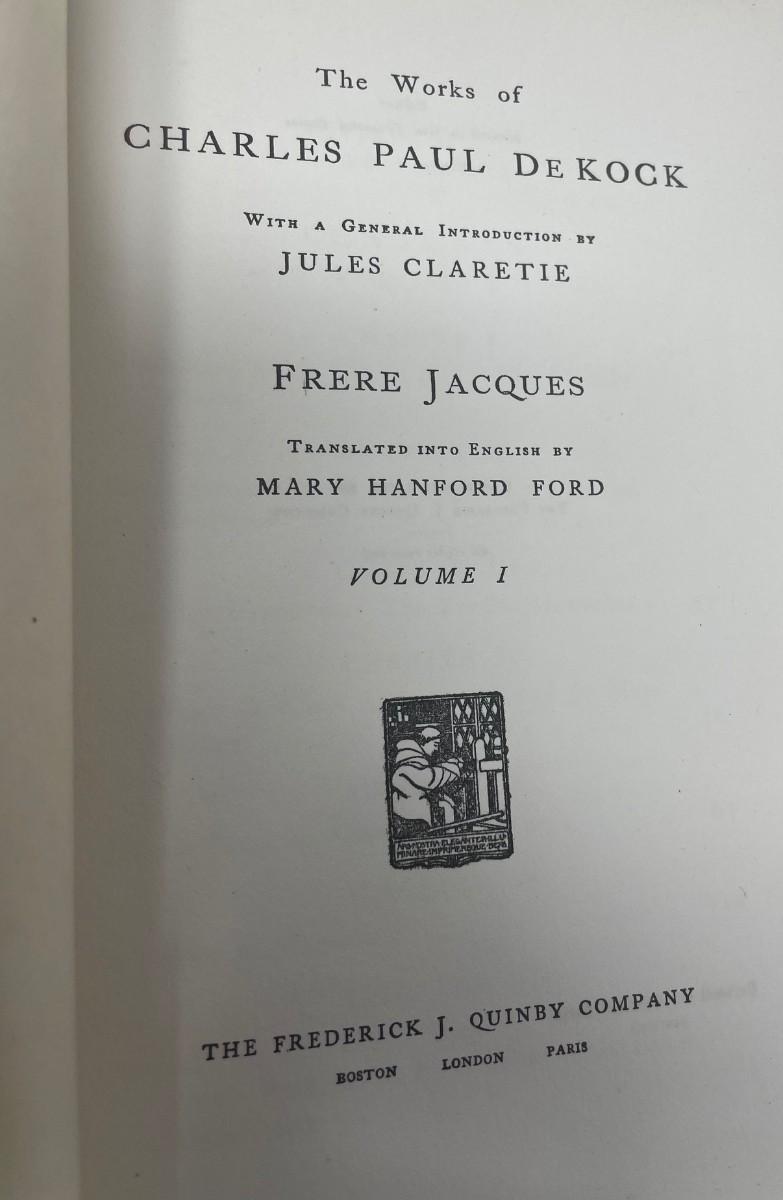 The Works of
CHARLES PAUL DE KOCK
WITH A GENERAL INTRODUCTION BY
JULES CLARETIE
FRERE JACQUES
TRANSLATED INTO ENGLISH BY
MARY HANFORD FORD
VOLUME I
THE FREDERICK J. QUINBY COMPANY
BOSTON LONDON PARIS